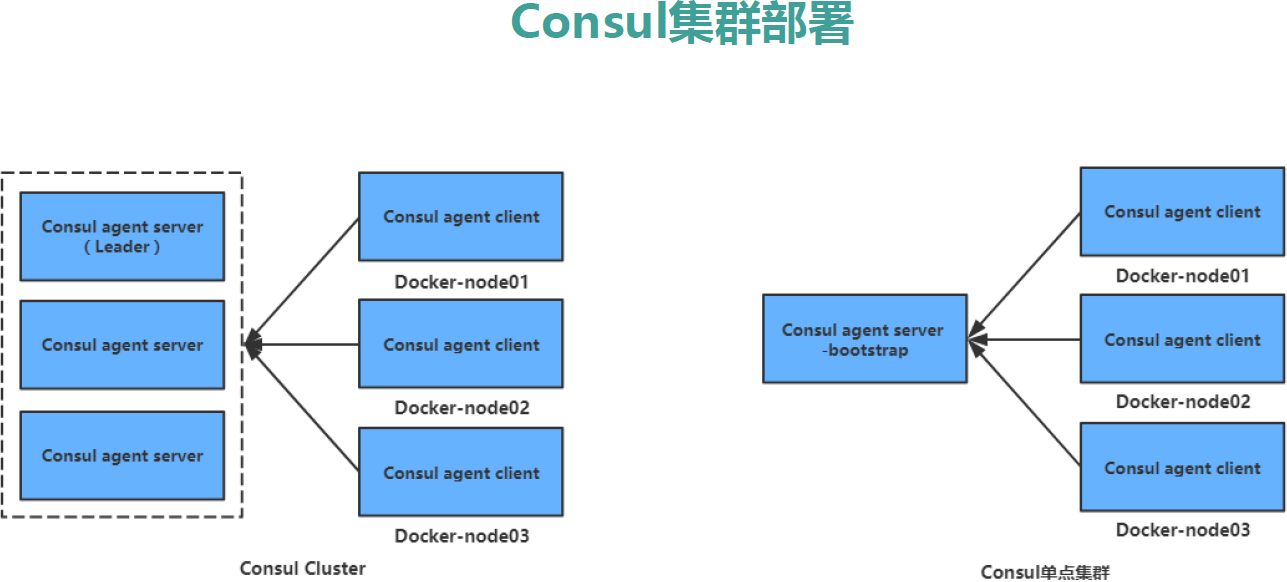 Consul集群部署
Consul agent server
( Leader )
Consul agent server
Consul agent server
Consul agent client
Docker-node01
Consul agent client
Docker-node02
Consul agent client
Docker-node03
Consul Cluster
Consul agent server
-bootstrap
Consul agent client
Docker-node01
Consul agent client
Docker-node02
Consul agent client
Docker-node03
Consul单点集群